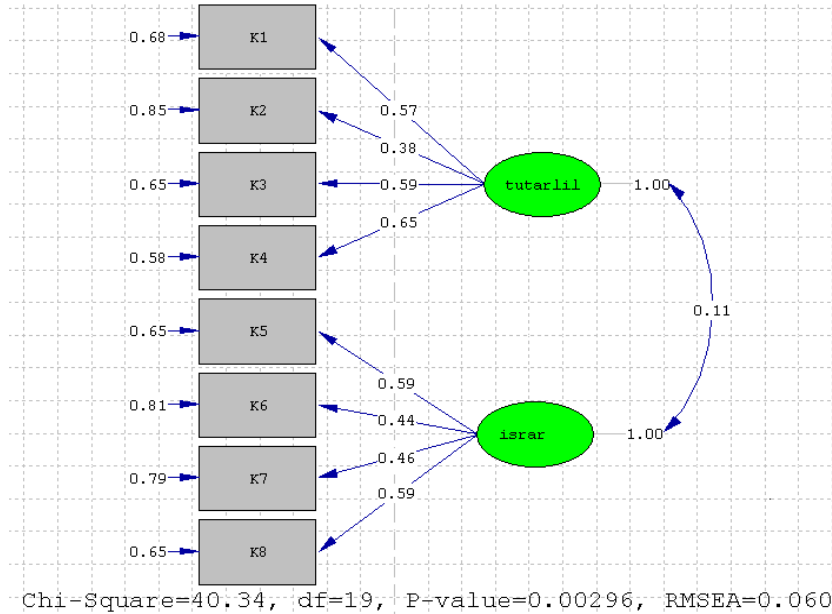 0.68 K1
0.57
0.85 K2
0.38
0.65 K3 0.59 tutarlil 1.00
0.65
0.58 K4
0.11
0.65 K5
0.59
0.81 K6
0.44 israr 1.00
0.46
0.79 K7
0.59
0.65 K8
Chi-Square=40.34, df=19, P-value=0.00296, RMSEA=0.060